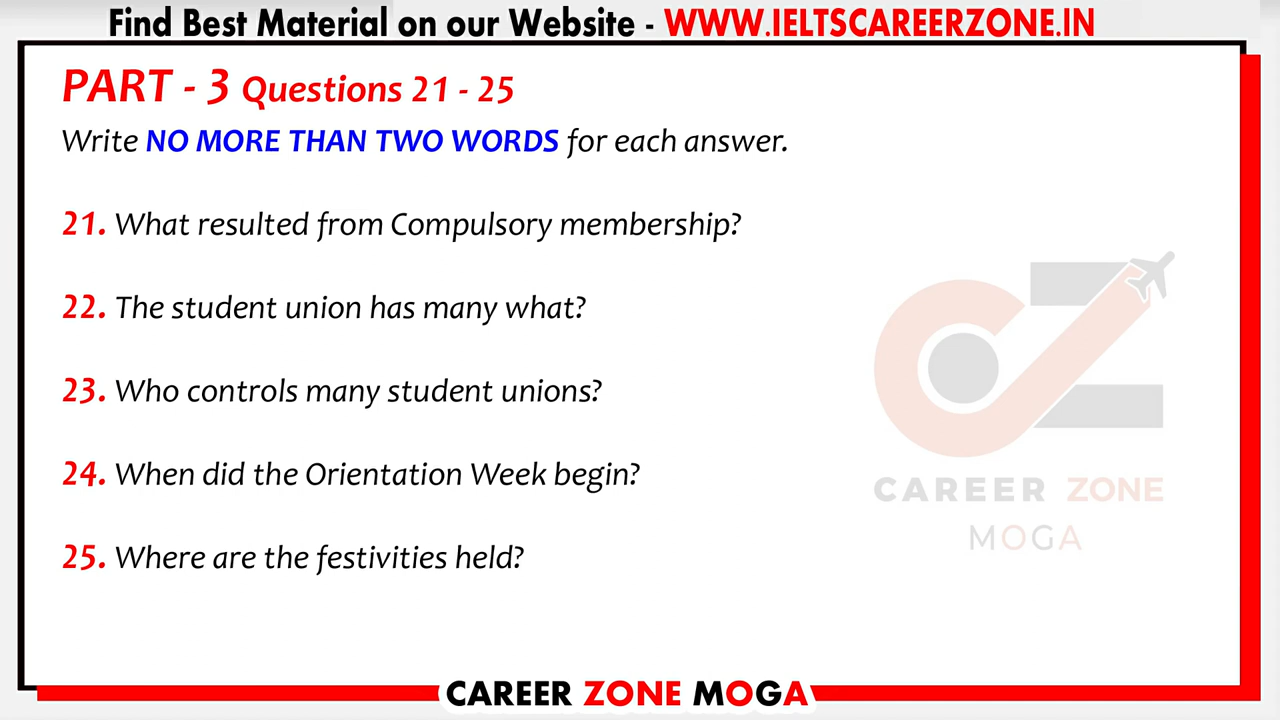 Find Best Material on our Website - WWW.IELTSCAREERZONE.IN
PART - 3 Questions 21 - 25
Write NO MORE THAN TWO WORDS for each answer.
21. What resulted from Compulsory membership?
22. The student union has many what?
23. Who controls many student unions?
24. When did the Orientation Week begin?
25. Where are the festivities held?
CZ
CAREER ZONE
MOGA
CAREER ZONE MOGA